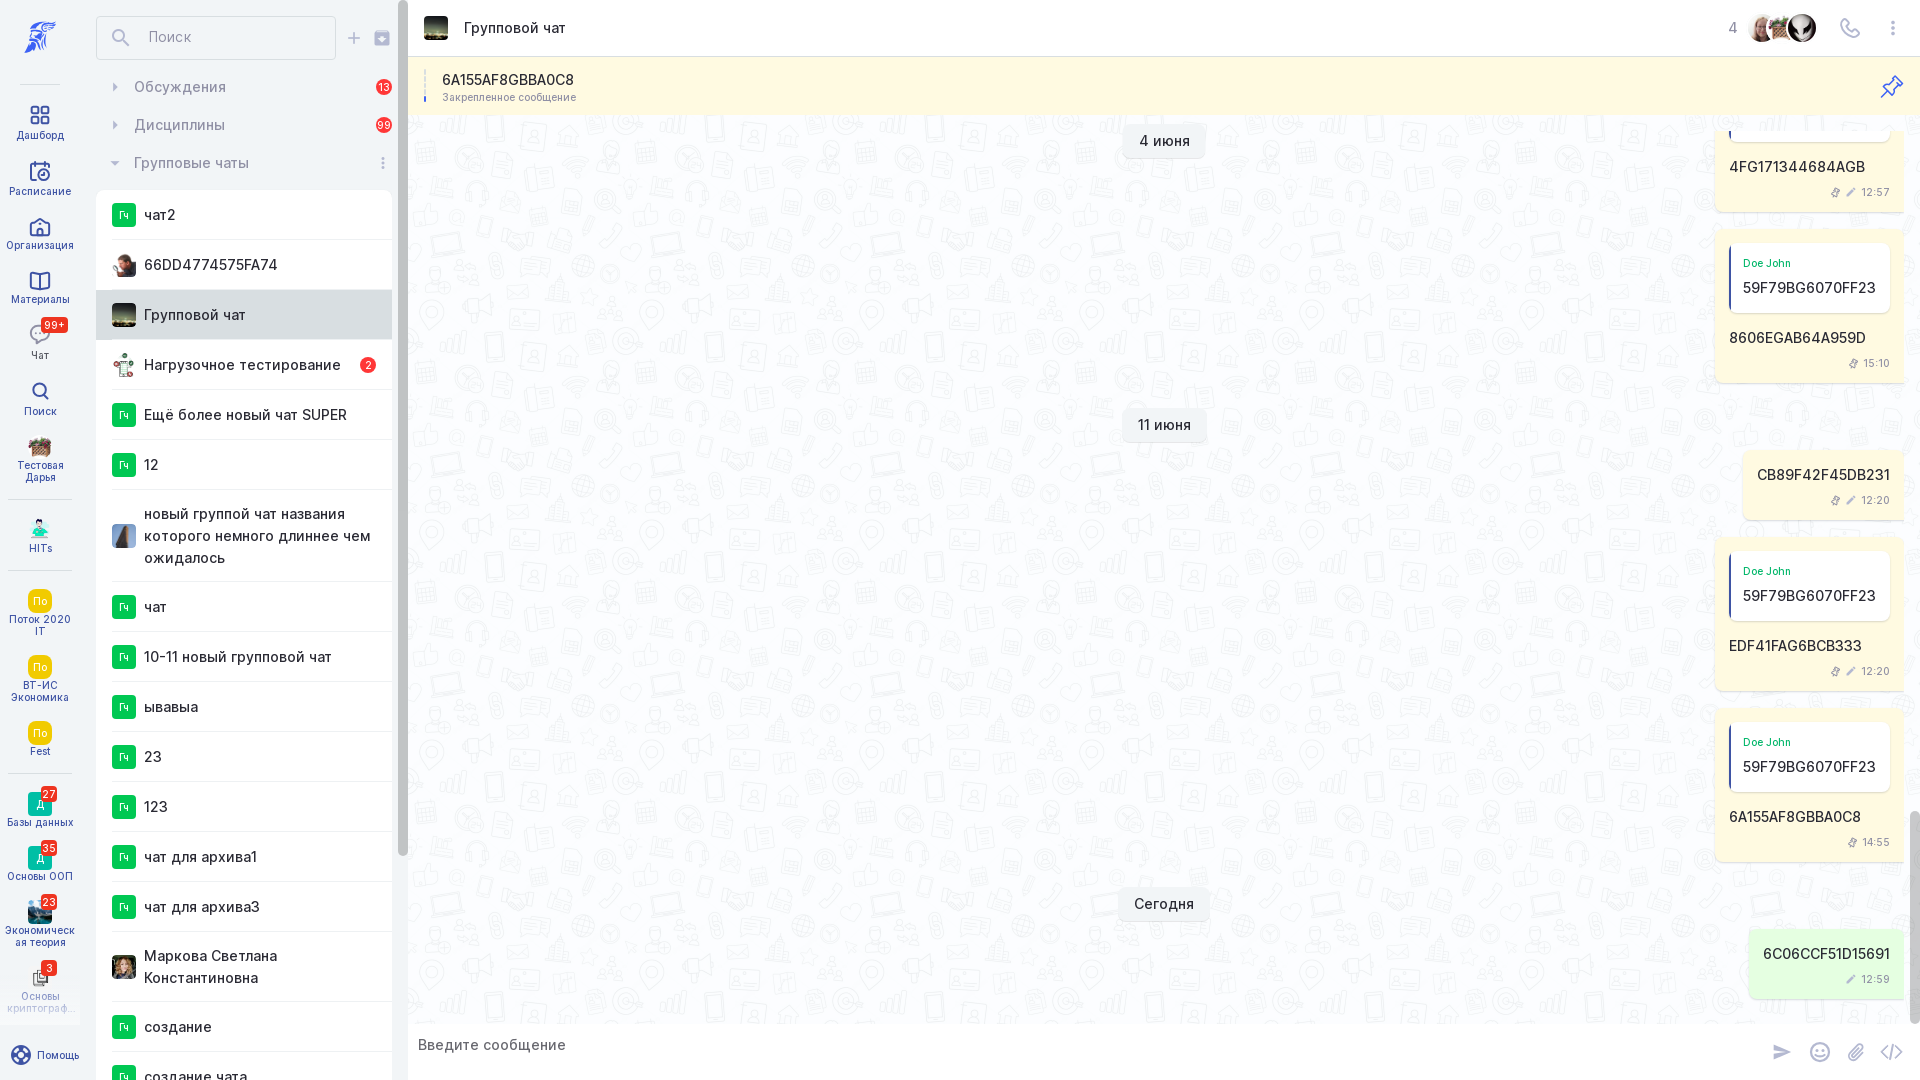 Дашборд
Расписание
Организация
Материалы
99+
Чат
Поиск
Тестовая
Дарья
HITs
По
Поток 2020
IT
По
ВТ-ИС
Экономика
По
Fest
27
Д
Базы данных
35
Д
Основы ООП
23
Экономическ
ая теория
3
Основы
криптограф...
Помощь
Поиск
Обсуждения
13
Дисциплины
99
Групповые чаты
Гч
чат2
66DD4774575FA74
Групповой чат
Нагрузочное тестирование
2
Гч
Ещё более новый чат SUPER
Гч
12
новый группой чат названия
которого немного длиннее чем
ожидалось
Гч
чат
Гч
10-11 новый групповой чат
Гч
ывавыа
Гч
23
Гч
123
Гч
чат для архива1
Гч
чат для архива3
Маркова Светлана
Константиновна
Гч
создание
Гч
создание чата
Групповой чат
4
6A155AF8GBBA0C8
Закрепленное сообщение
4 июня
4FG171344684AGB
12:57
Doe John
59F79BG6070FF23
8606EGAB64A959D
15:10
11 июня
CB89F42F45DB231
12:20
Doe John
59F79BG6070FF23
EDF41FAG6BCB333
12:20
Doe John
59F79BG6070FF23
6A155AF8GBBA0C8
14:55
Сегодня
6C06CCF51D15691
12:59
Введите сообщение